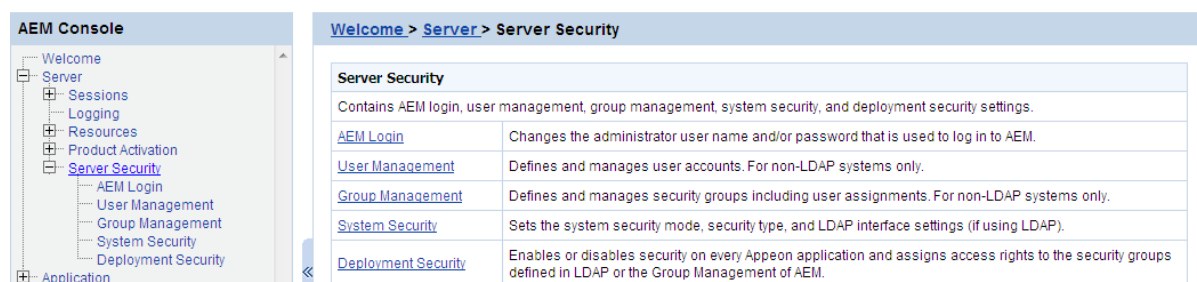 AEM Console
Welcome
Server
Sessions
Logging
Resources
Product Activation
Server Security
AEM Login
User Management
Group Management
System Security
Deployment Security
Application
Welcome > Server > Server Security
Server Security
Contains AEM login, user management, group management, system security, and deployment security settings.
AEM Login Changes the administrator user name and/or password that is used to log in to AEM.
User Management Defines and manages user accounts. For non-LDAP systems only.
Group Management Defines and manages security groups including user assignments. For non-LDAP systems only.
System Security Sets the system security mode, security type, and LDAP interface settings (if using LDAP).
Deployment Security Enables or disables security on every Appeon application and assigns access rights to the security groups
defined in LDAP or the Group Management of AEM.